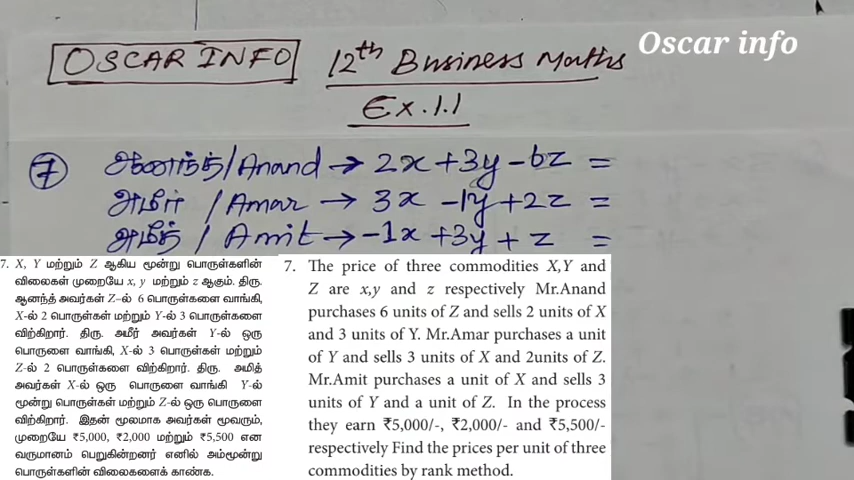 OSCAR INFO 12th Business Maths
Oscar info
Ex.1.1
7 ஆனந்த்/Anand → 2x + 3y - 6z =
அமீர் / Amar → 3x - 1y + 2z =
அமீத் / Amit → -1x + 3y + z =
7. X, Y மற்றும் Z ஆகிய மூன்று பொருள்களின்
விலைகள் முறையே x, y மற்றும் z ஆகும். திரு.
ஆனந்த் அவர்கள் Z–ல் 6 பொருள்களை வாங்கி,
X-ல் 2 பொருள்கள் மற்றும் Y-ல் 3 பொருள்களை
விற்கிறார். திரு. அமீர் அவர்கள் Y-ல் ஒரு
பொருளை வாங்கி, X-ல் 3 பொருள்கள் மற்றும்
Z-ல் 2 பொருள்களை விற்கிறார். திரு. அமித்
அவர்கள் X-ல் ஒரு பொருளை வாங்கி Y-ல்
மூன்று பொருள்கள் மற்றும் Z-ல் ஒரு பொருளை
விற்கிறார். இதன் மூலமாக அவர்கள் மூவரும்,
முறையே ₹5,000, ₹2,000 மற்றும் ₹5,500 என
வருமானம் பெறுகின்றனர் எனில் அம்மூன்று
பொருள்களின் விலைகளைக் காண்க.
7. The price of three commodities X,Y and
Z are x,y and z respectively Mr.Anand
purchases 6 units of Z and sells 2 units of X
and 3 units of Y. Mr.Amar purchases a unit
of Y and sells 3 units of X and 2units of Z.
Mr.Amit purchases a unit of X and sells 3
units of Y and a unit of Z. In the process
they earn ₹5,000/-, ₹2,000/- and ₹5,500/-
respectively Find the prices per unit of three
commodities by rank method.